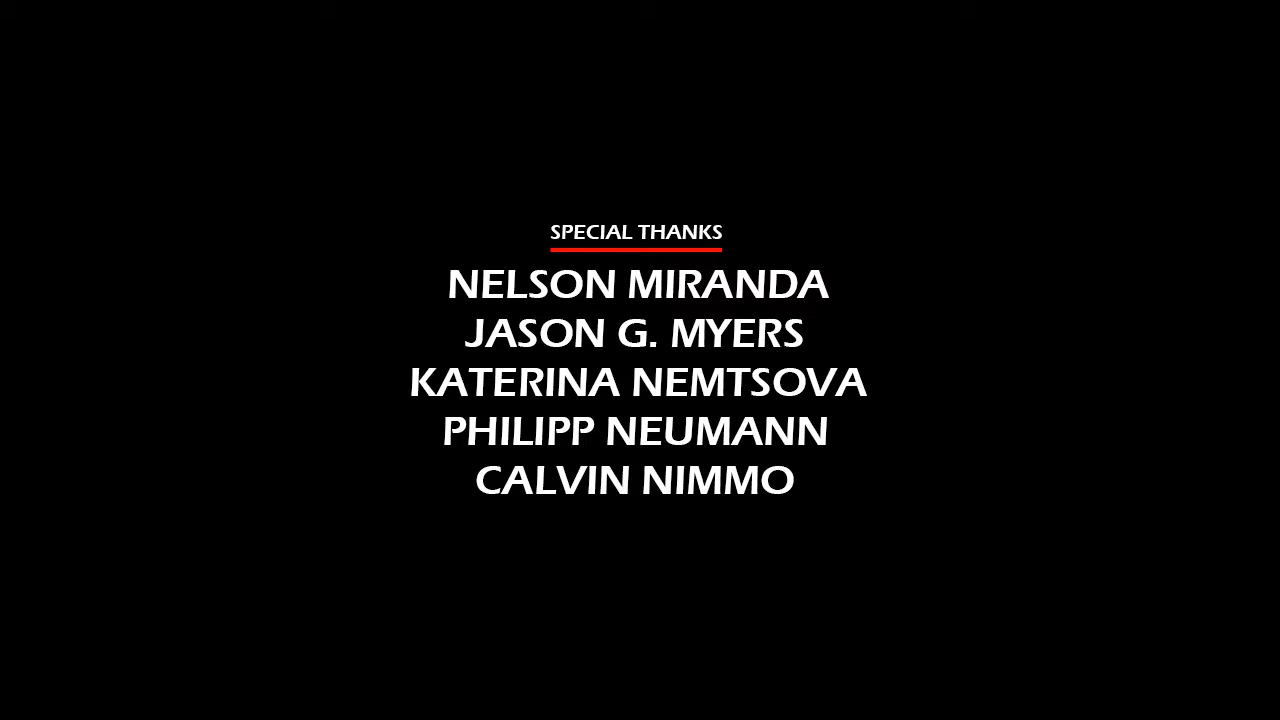 SPECIAL THANKS
NELSON MIRANDA
JASON G. MYERS
KATERINA NEMTSOVA
PHILIPP NEUMANN
CALVIN NIMMO